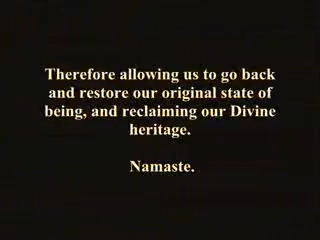 Therefore allowing us to go back
and restore our original state of
being, and reclaiming our Divine
heritage.
Namaste.